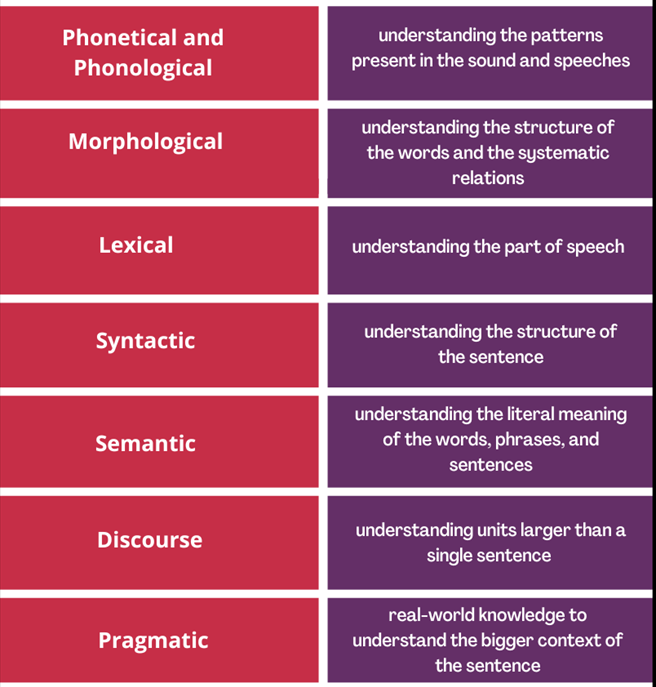 Phonetical and
Phonological
understanding the patterns
present in the sound and speeches
Morphological
understanding the structure of
the words and the systematic
relations
Lexical
understanding the part of speech
Syntactic
understanding the structure of
the sentence
Semantic
understanding the literal meaning
of the words, phrases, and
sentences
Discourse
understanding units larger than a
single sentence
Pragmatic
real-world knowledge to
understand the bigger context of
the sentence